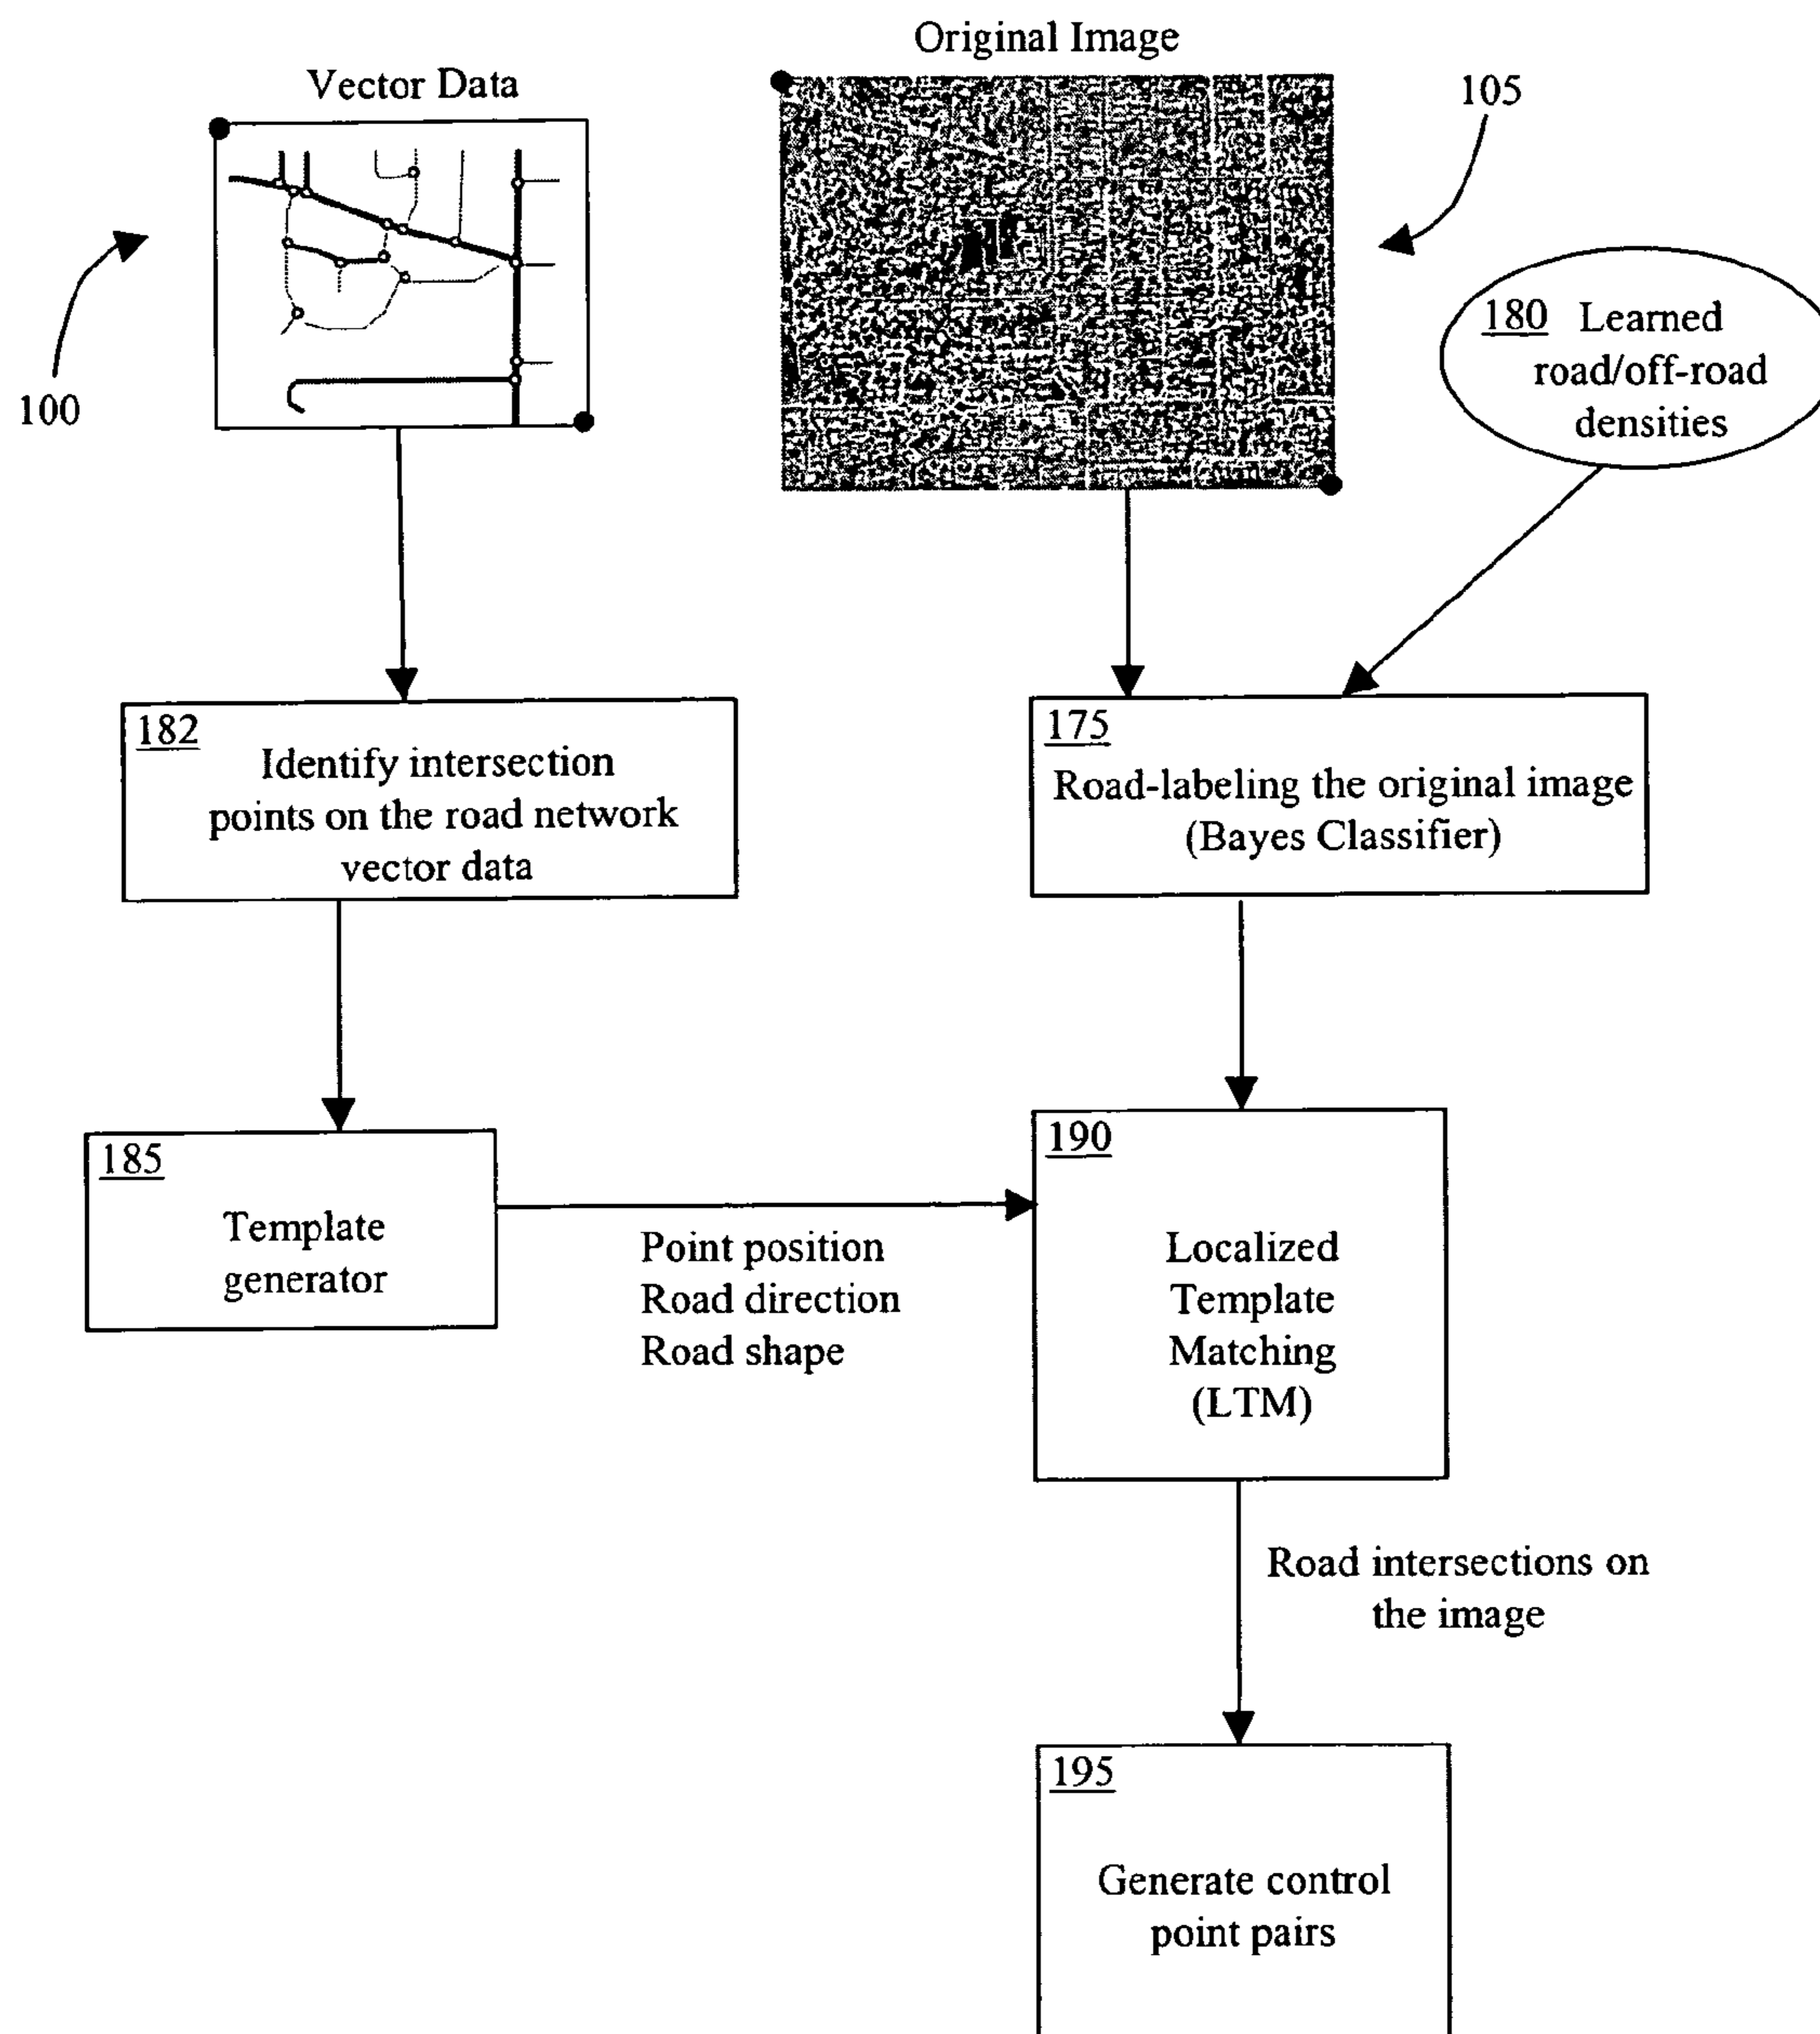 Original Image
Vector Data
105
100
180 Learned
road/off-road
densities
182
Identify intersection
points on the road network
vector data
175
Road-labeling the original image
(Bayes Classifier)
185
Template
generator
Point position
Road direction
Road shape
190
Localized
Template
Matching
(LTM)
Road intersections on
the image
195
Generate control
point pairs